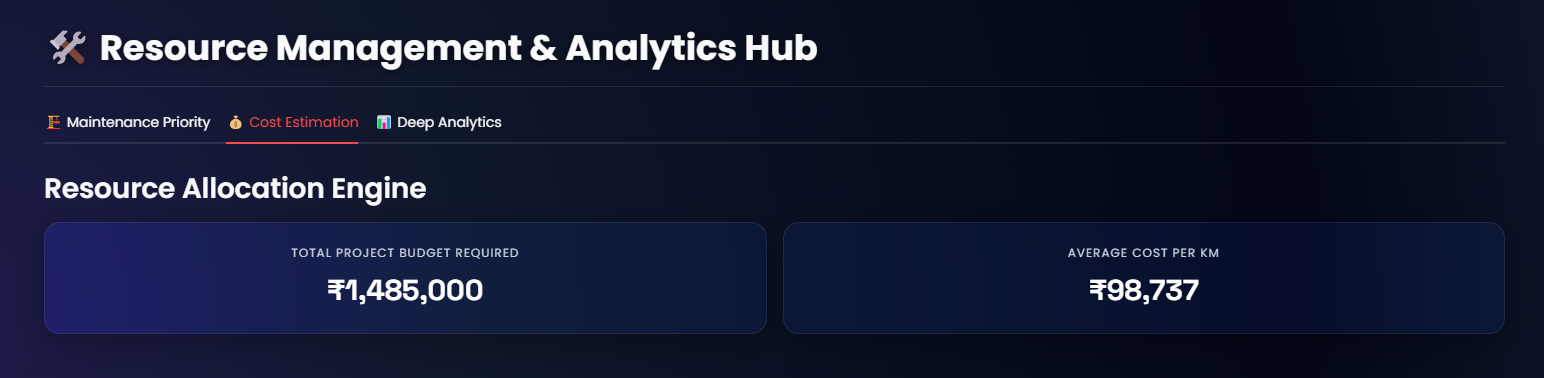 Resource Management & Analytics Hub
Maintenance Priority
Cost Estimation
Deep Analytics
Resource Allocation Engine
TOTAL PROJECT BUDGET REQUIRED
₹1,485,000
AVERAGE COST PER KM
₹98,737